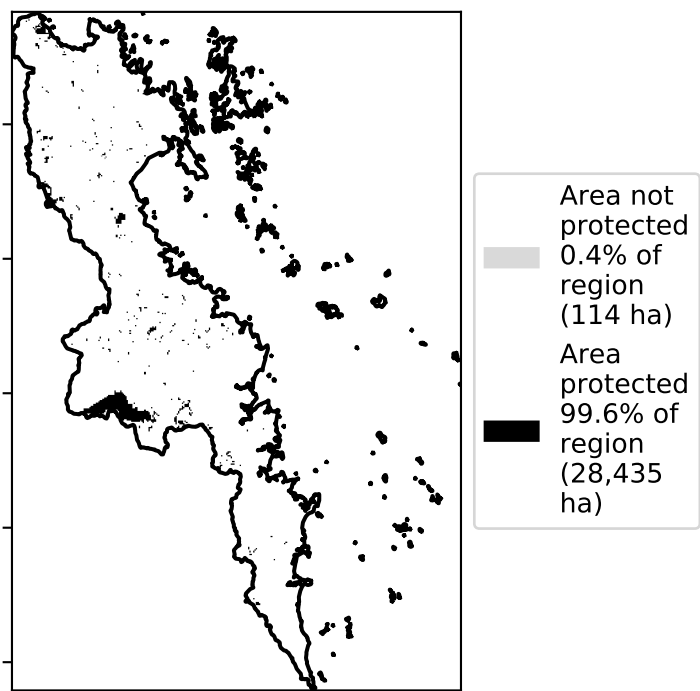 Area not
protected
0.4% of
region
(114 ha)
Area
protected
99.6% of
region
(28,435
ha)